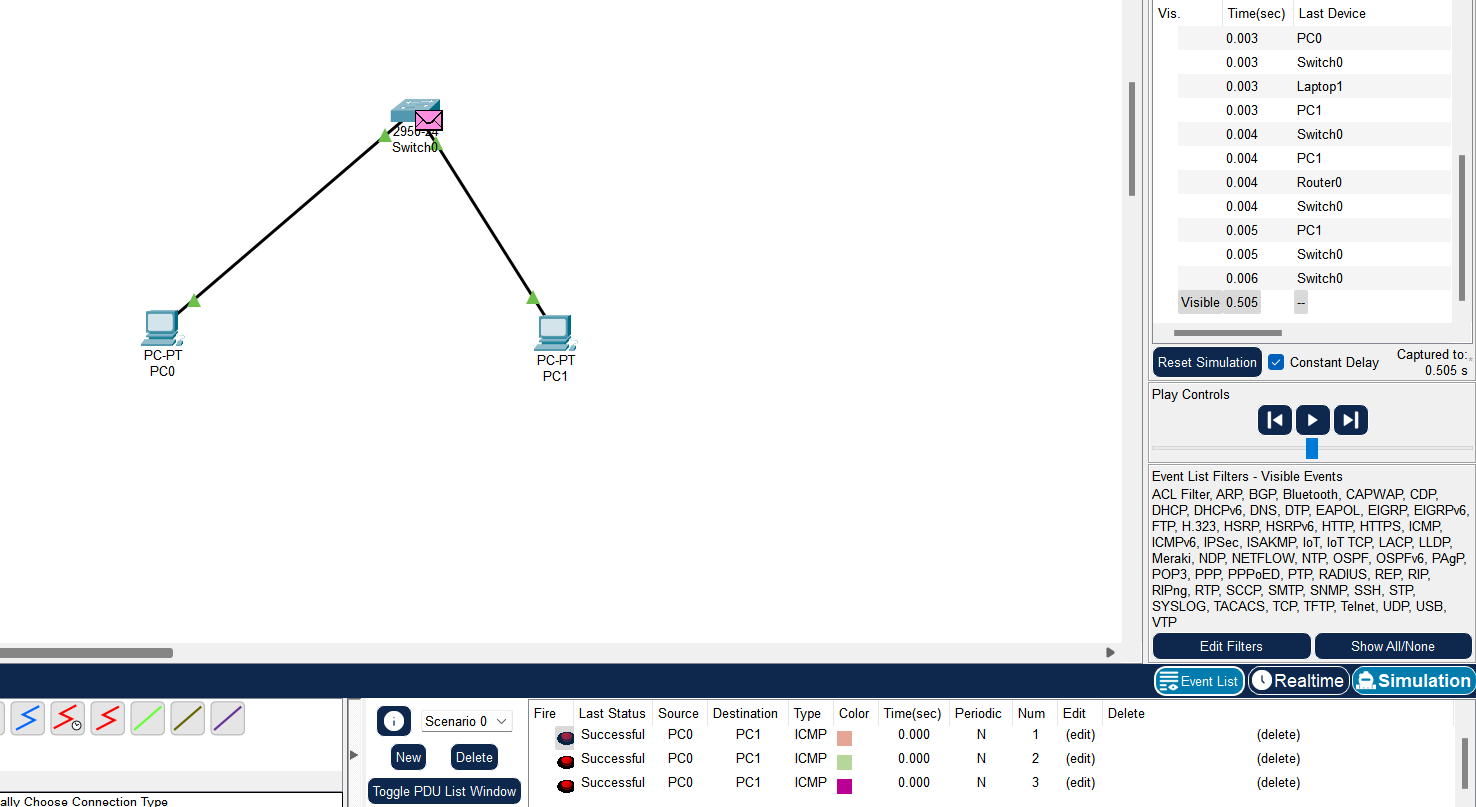 2950-24
Switch0
PC-PT
PC0
PC-PT
PC1
Vis. Time(sec) Last Device
0.003 PC0
0.003 Switch0
0.003 Laptop1
0.003 PC1
0.004 Switch0
0.004 PC1
0.004 Router0
0.004 Switch0
0.005 PC1
0.005 Switch0
0.006 Switch0
Visible 0.505 --
Reset Simulation Constant Delay Captured to:
0.505 s
Play Controls
Event List Filters - Visible Events
ACL Filter, ARP, BGP, Bluetooth, CAPWAP, CDP,
DHCP, DHCPv6, DNS, DTP, EAPOL, EIGRP, EIGRPv6,
FTP, H.323, HSRP, HSRPv6, HTTP, HTTPS, ICMP,
ICMPv6, IPSec, ISAKMP, IoT, IoT TCP, LACP, LLDP,
Meraki, NDP, NETFLOW, NTP, OSPF, OSPFv6, PAgP,
POP3, PPP, PPPoED, PTP, RADIUS, REP, RIP,
RIPng, RTP, SCCP, SMTP, SNMP, SSH, STP,
SYSLOG, TACACS, TCP, TFTP, Telnet, UDP, USB,
VTP
Edit Filters Show All/None
Event List Realtime Simulation
Scenario 0
New Delete
Toggle PDU List Window
Fire Last Status Source Destination Type Color Time(sec) Periodic Num Edit Delete
Successful PC0 PC1 ICMP 0.000 N 1 (edit) (delete)
Successful PC0 PC1 ICMP 0.000 N 2 (edit) (delete)
Successful PC0 PC1 ICMP 0.000 N 3 (edit) (delete)
ally Choose Connection Type